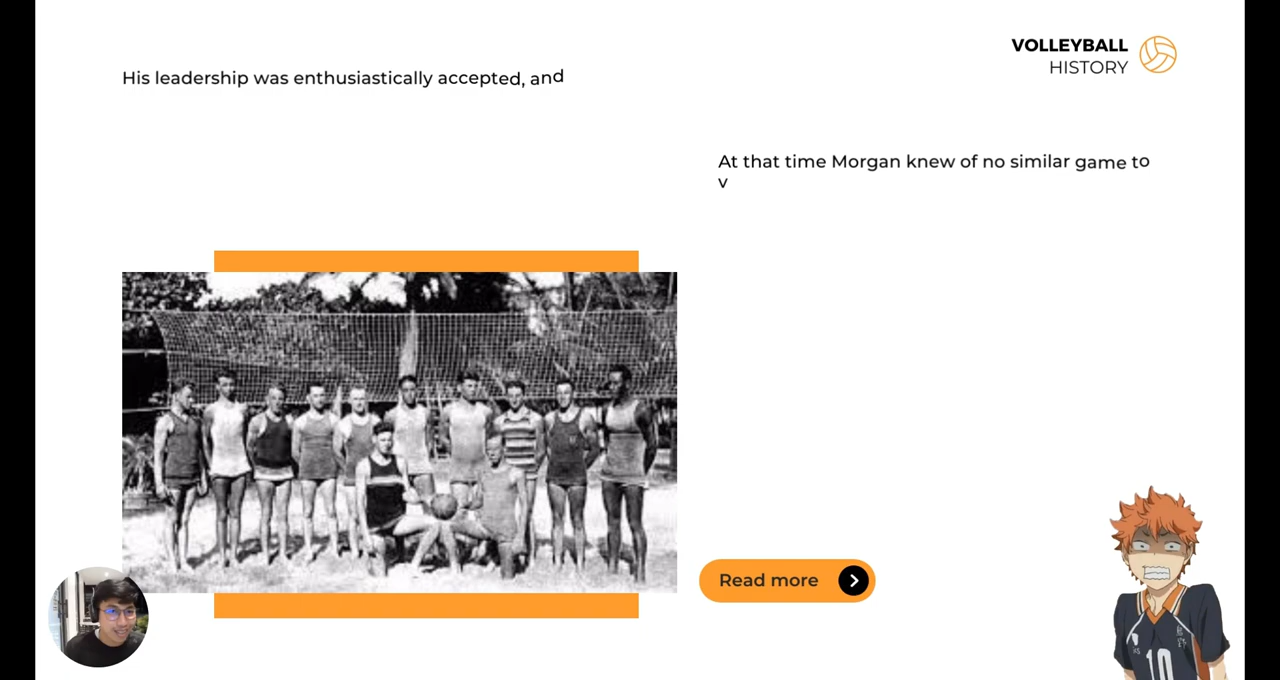 His leadership was enthusiastically accepted, and
VOLLEYBALL
HISTORY
At that time Morgan knew of no similar game to
v
Read more
10